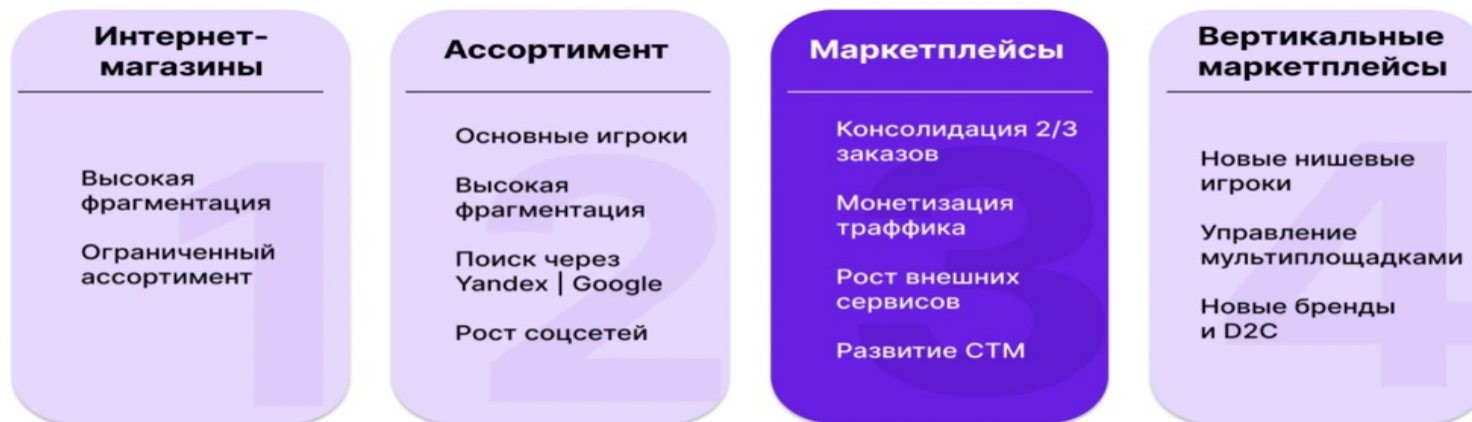 Интернет-
магазины
Высокая
фрагментация
Ограниченный
ассортимент
1
Ассортимент
Основные игроки
Высокая
фрагментация
Поиск через
Yandex | Google
Рост соцсетей
2
Маркетплейсы
Консолидация 2/3
заказов
Монетизация
траффика
Рост внешних
сервисов
Развитие СТМ
3
Вертикальные
маркетплейсы
Новые нишевые
игроки
Управление
мультиплощадками
Новые бренды
и D2C
4